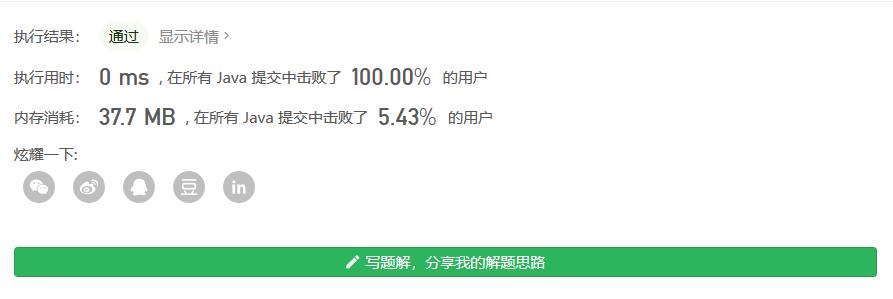 执行结果： 通过 显示详情 >
执行用时： 0 ms , 在所有 Java 提交中击败了 100.00% 的用户
内存消耗： 37.7 MB , 在所有 Java 提交中击败了 5.43% 的用户
炫耀一下:
豆 in
写题解，分享我的解题思路